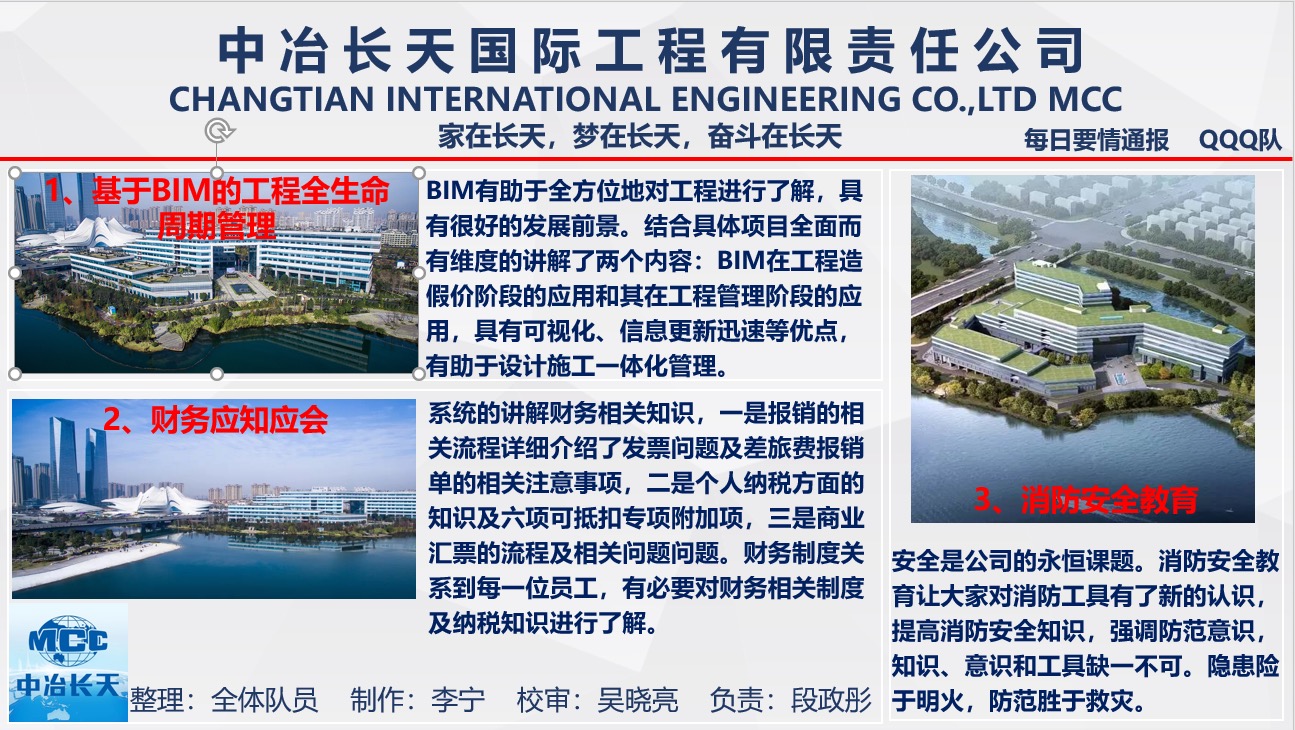 中冶长天国际工程有限责任公司
CHANGTIAN INTERNATIONAL ENGINEERING CO.,LTD MCC
家在长天，梦在长天，奋斗在长天
每日要情通报 QQQ队
1、基于BIM的工程全生命
周期管理
BIM有助于全方位地对工程进行了解，具
有很好的发展前景。结合具体项目全面而
有维度的讲解了两个内容：BIM在工程造
假价阶段的应用和其在工程管理阶段的应
用，具有可视化、信息更新迅速等优点，
有助于设计施工一体化管理。
2、财务应知应会
系统的讲解财务相关知识，一是报销的相
关流程详细介绍了发票问题及差旅费报销
单的相关注意事项，二是个人纳税方面的
知识及六项可抵扣专项附加项，三是商业
汇票的流程及相关问题问题。财务制度关
系到每一位员工，有必要对财务相关制度
及纳税知识进行了解。
3、消防安全教育
安全是公司的永恒课题。消防安全教
育让大家对消防工具有了新的认识，
提高消防安全知识，强调防范意识，
知识、意识和工具缺一不可。隐患险
于明火，防范胜于救灾。
MCC
中冶长天
整理：全体队员 制作：李宁 校审：吴晓亮 负责：段政彤